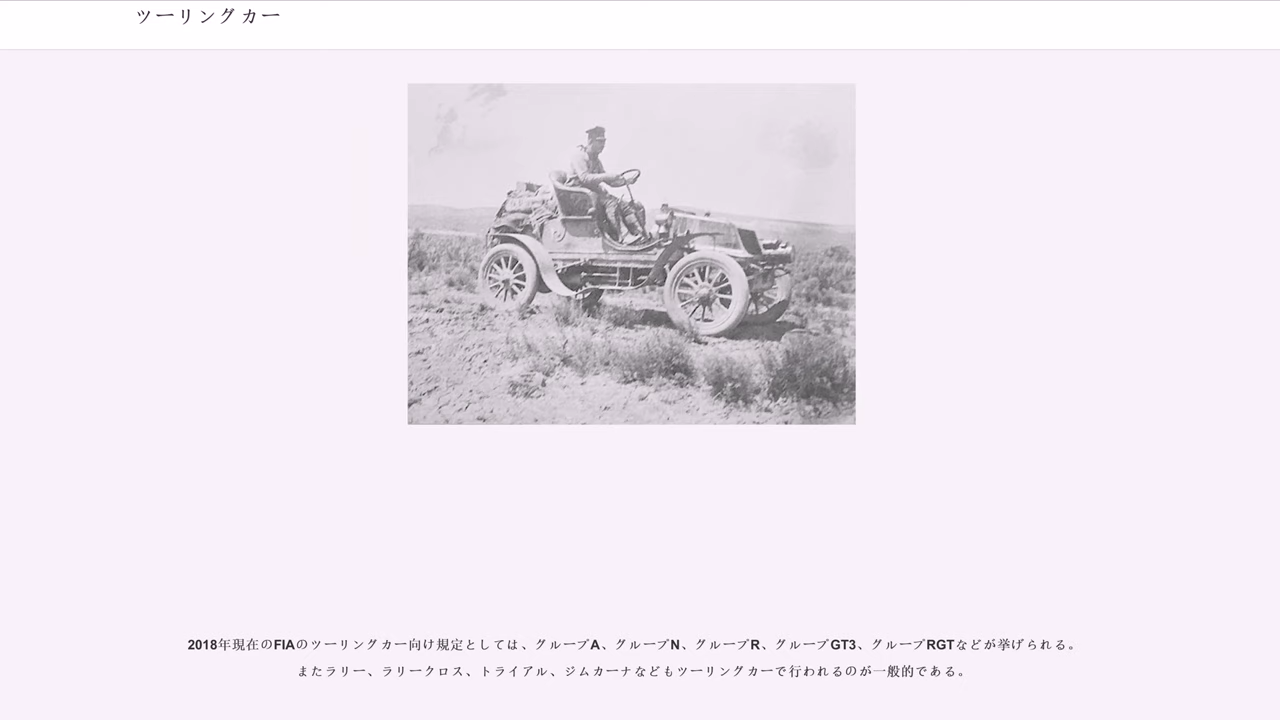 ツーリングカー
2018年現在のFIAのツーリングカー向け規定としては、グループA、グループN、グループR、グループGT3、グループRGTなどが挙げられる。
またラリー、ラリークロス、トライアル、ジムカーナなどもツーリングカーで行われるのが一般的である。